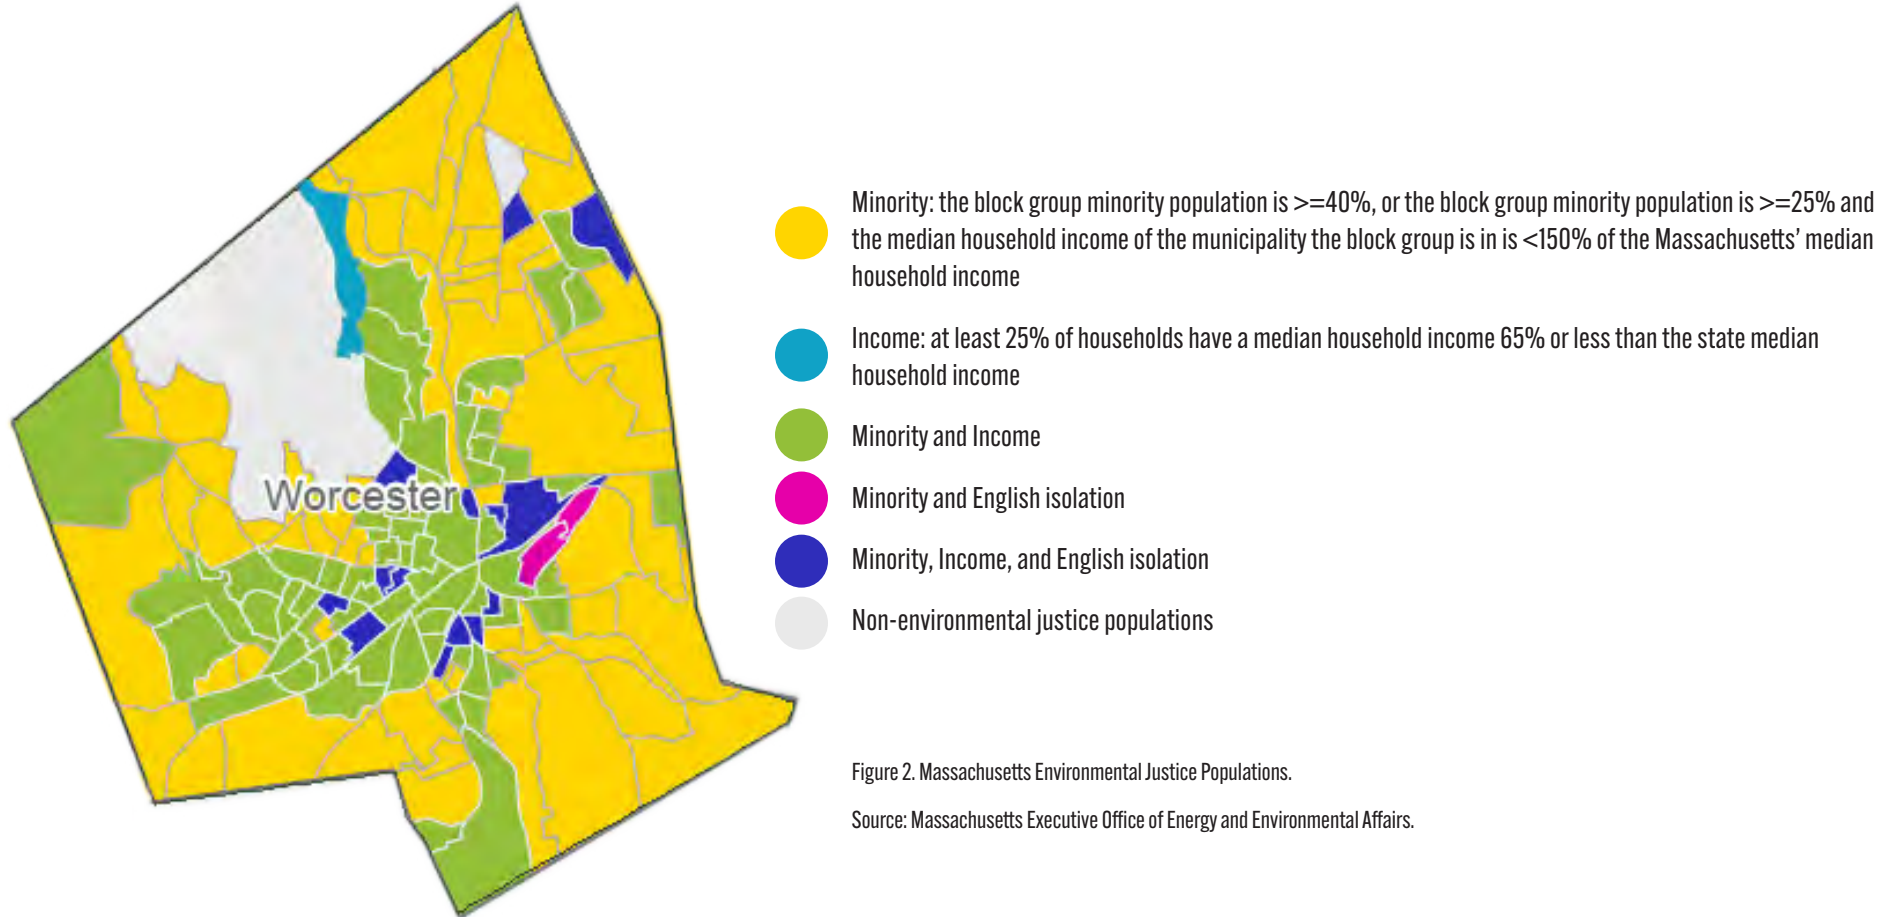 Worcester
Minority: the block group minority population is >=40%, or the block group minority population is >=25% and
the median household income of the municipality the block group is in is <150% of the Massachusetts’ median
household income
Income: at least 25% of households have a median household income 65% or less than the state median
household income
Minority and Income
Minority and English isolation
Minority, Income, and English isolation
Non-environmental justice populations
Figure 2. Massachusetts Environmental Justice Populations.
Source: Massachusetts Executive Office of Energy and Environmental Affairs.